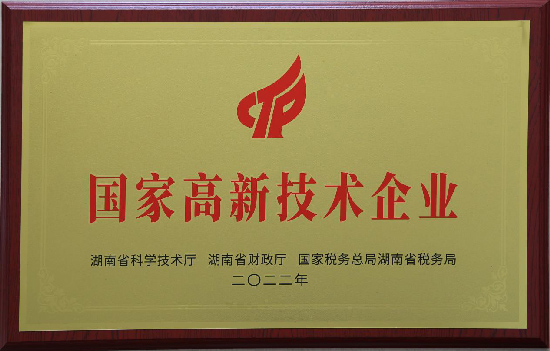 国家高新技术企业
湖南省科学技术厅 湖南省财政厅 国家税务总局湖南省税务局
二〇二二年